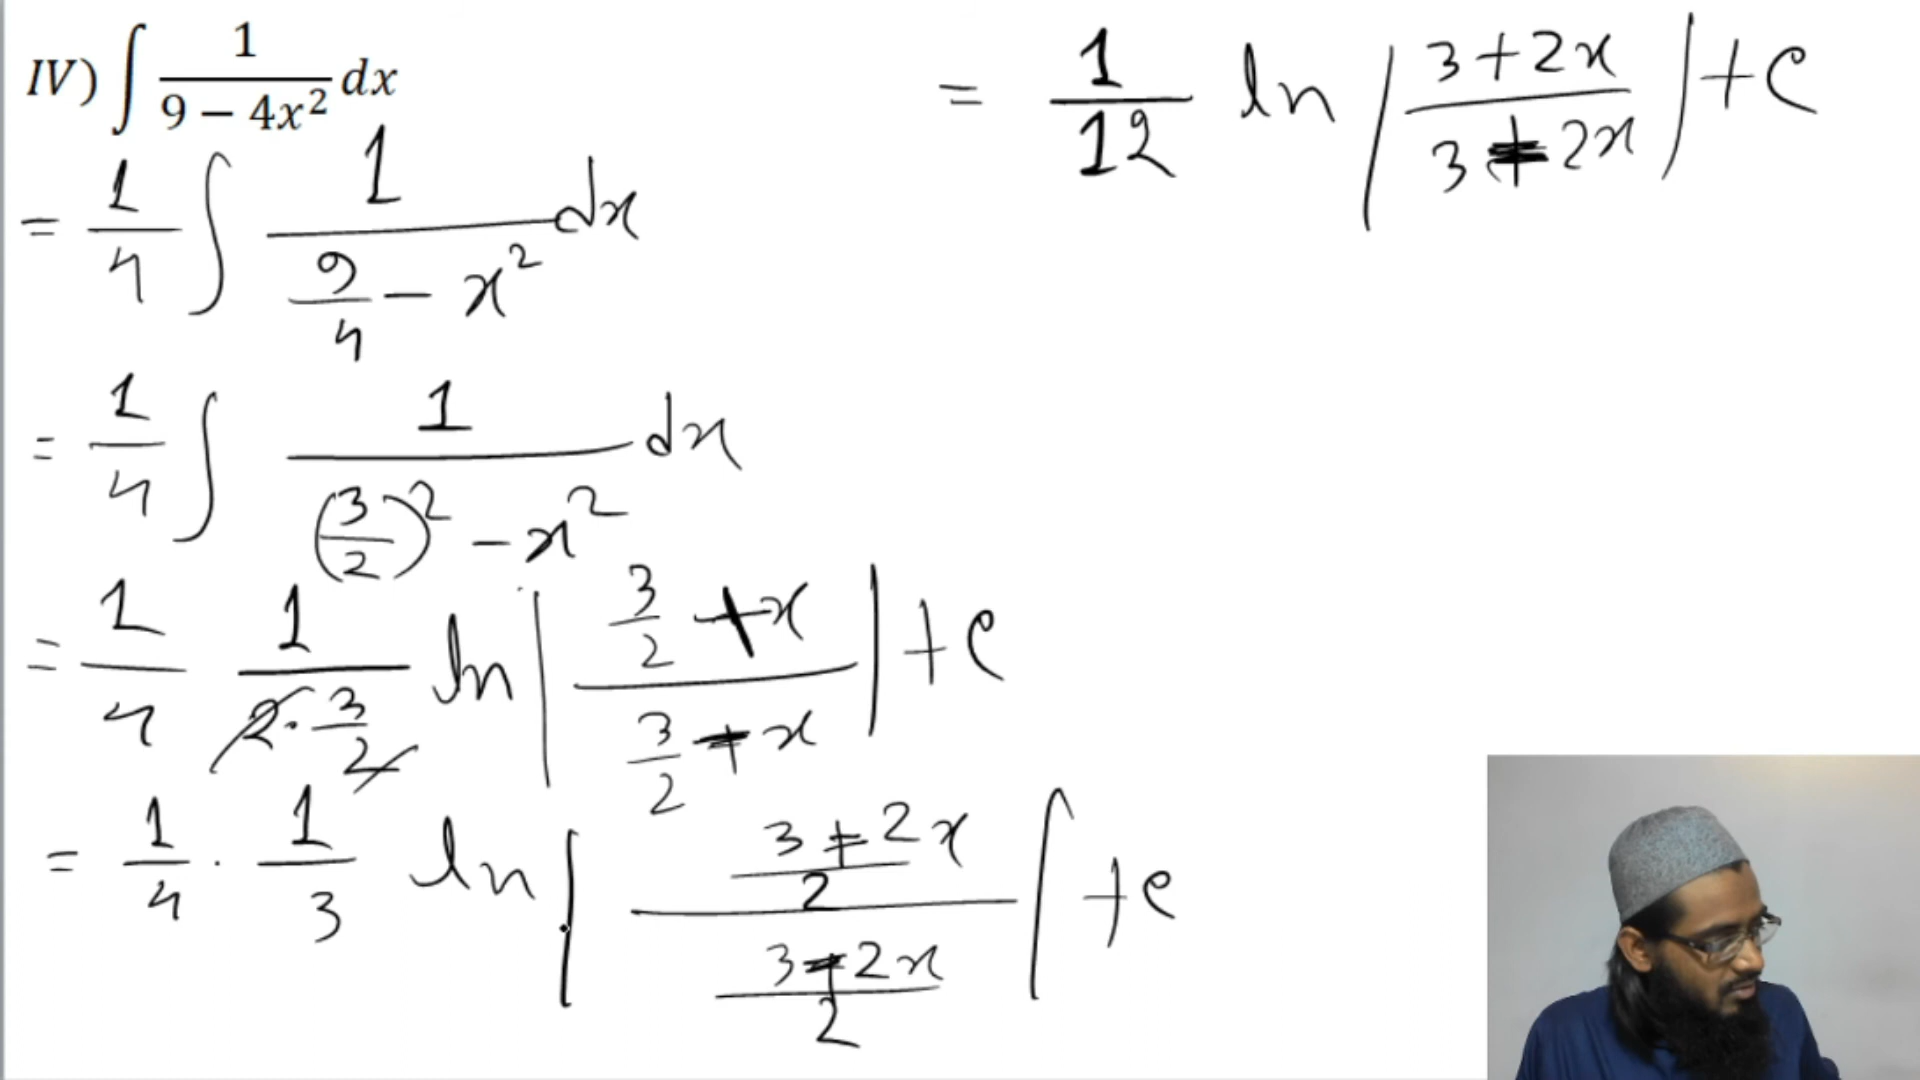 IV) ∫ 1/(9 − 4x²) dx
= 1/4 ∫ 1/(9/4 − x²) dx
= 1/4 ∫ 1/((3/2)² − x²) dx
= 1/4 1/(2·3/2) ln |(3/2 + x)/(3/2 − x)| + c
= 1/4 · 1/3 ln |((3 + 2x)/2)/((3 − 2x)/2)| + c
= 1/12 ln |(3 + 2x)/(3 − 2x)| + c